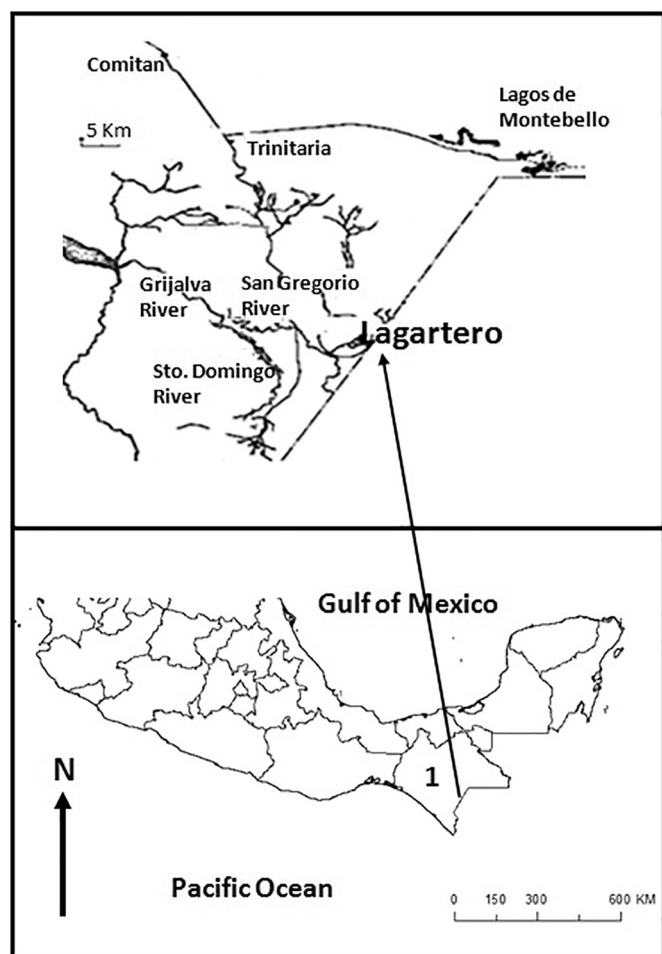 Comitan
5 Km
Trinitaria
Lagos de
Montebello
Grijalva
River
San Gregorio
River
Lagartero
Sto. Domingo
River
Gulf of Mexico
1
N
Pacific Ocean
0 150 300 600 KM